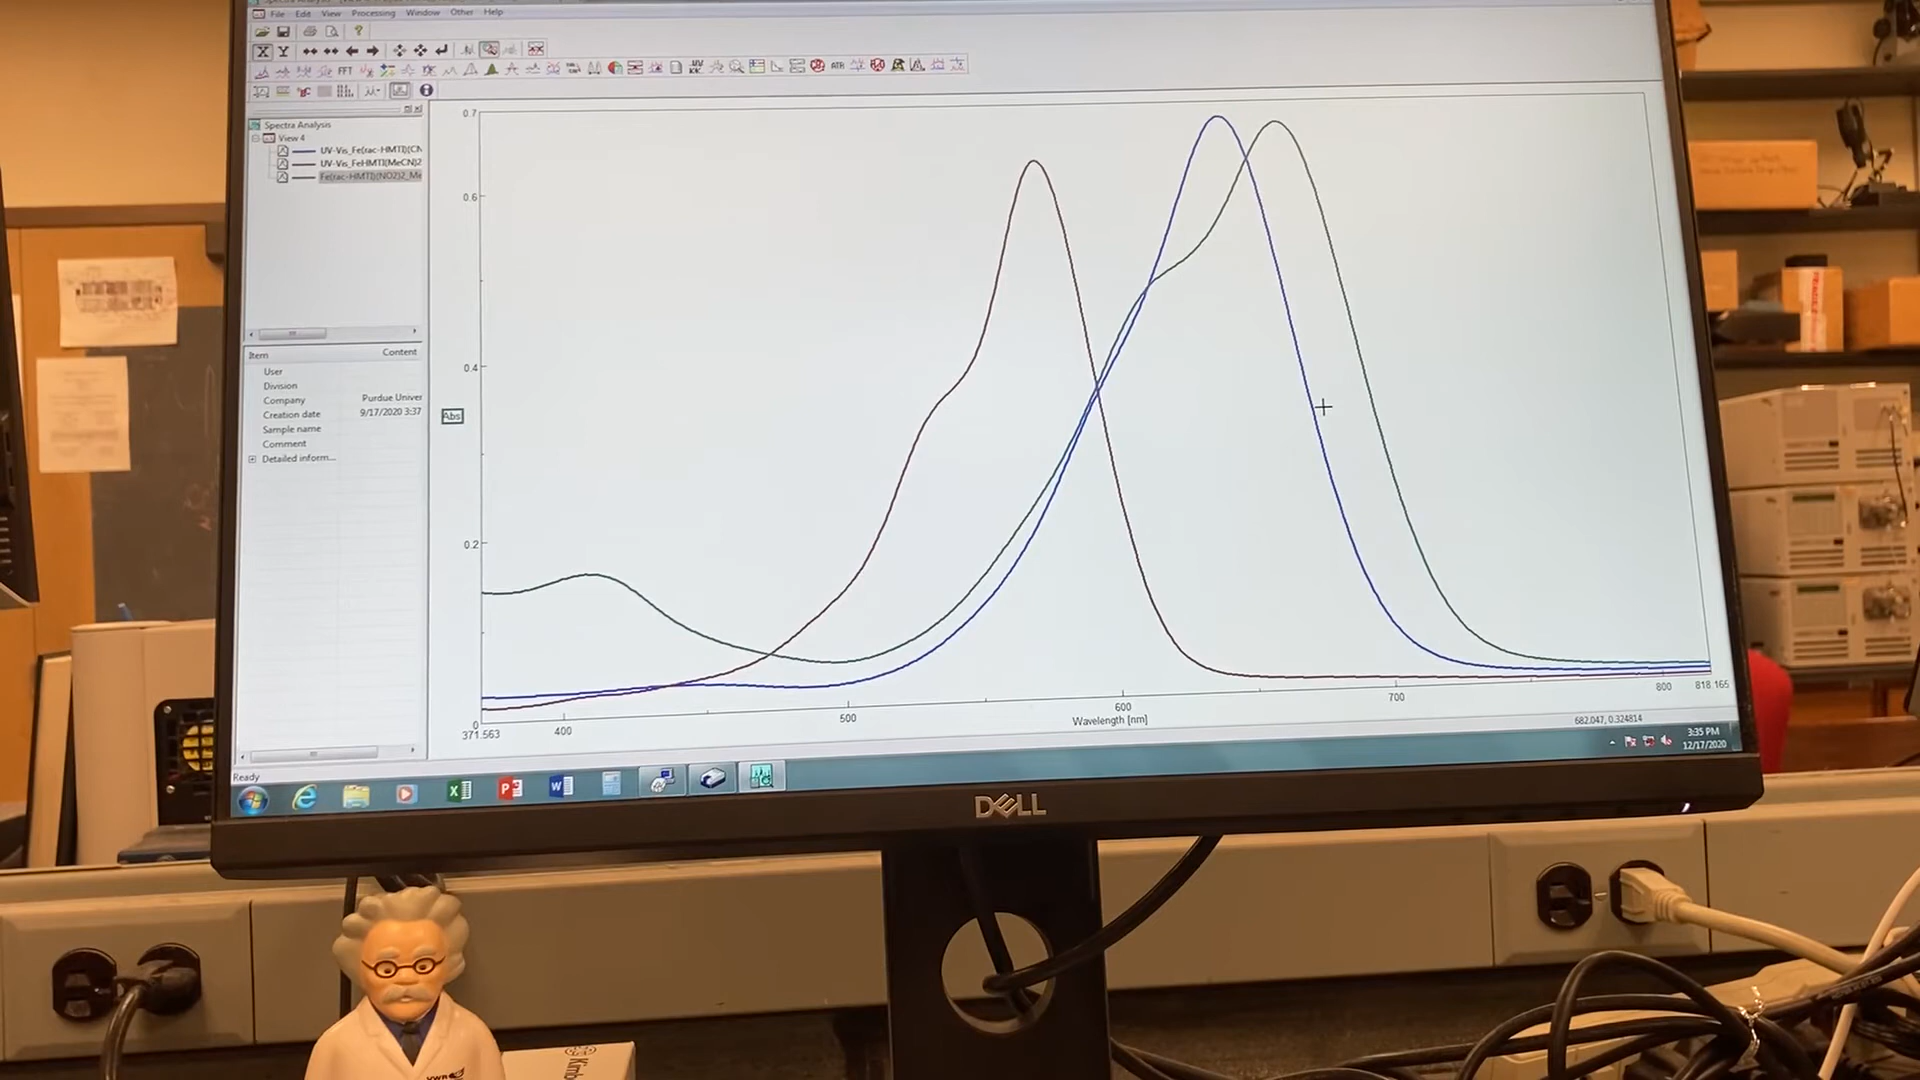 File Edit View Processing Window Other Help
X Y
FFT
Spectra Analysis
View 4
UV-Vis_Fe(rac-HMTI)(CN
UV-Vis_FeHMTI(MeCN)2
Fe(rac-HMTI)(NO2)2_Me
Item Content
User
Division
Company Purdue Univer
Creation date 9/17/2020 3:37
Sample name
Comment
Detailed inform...
0.7
0.6
0.4
Abs
0.2
0
371.563 400 500 600 700 800 818.165
Wavelength [nm]
682.047, 0.324814
Ready
3:35 PM
12/17/2020
DELL
VWR